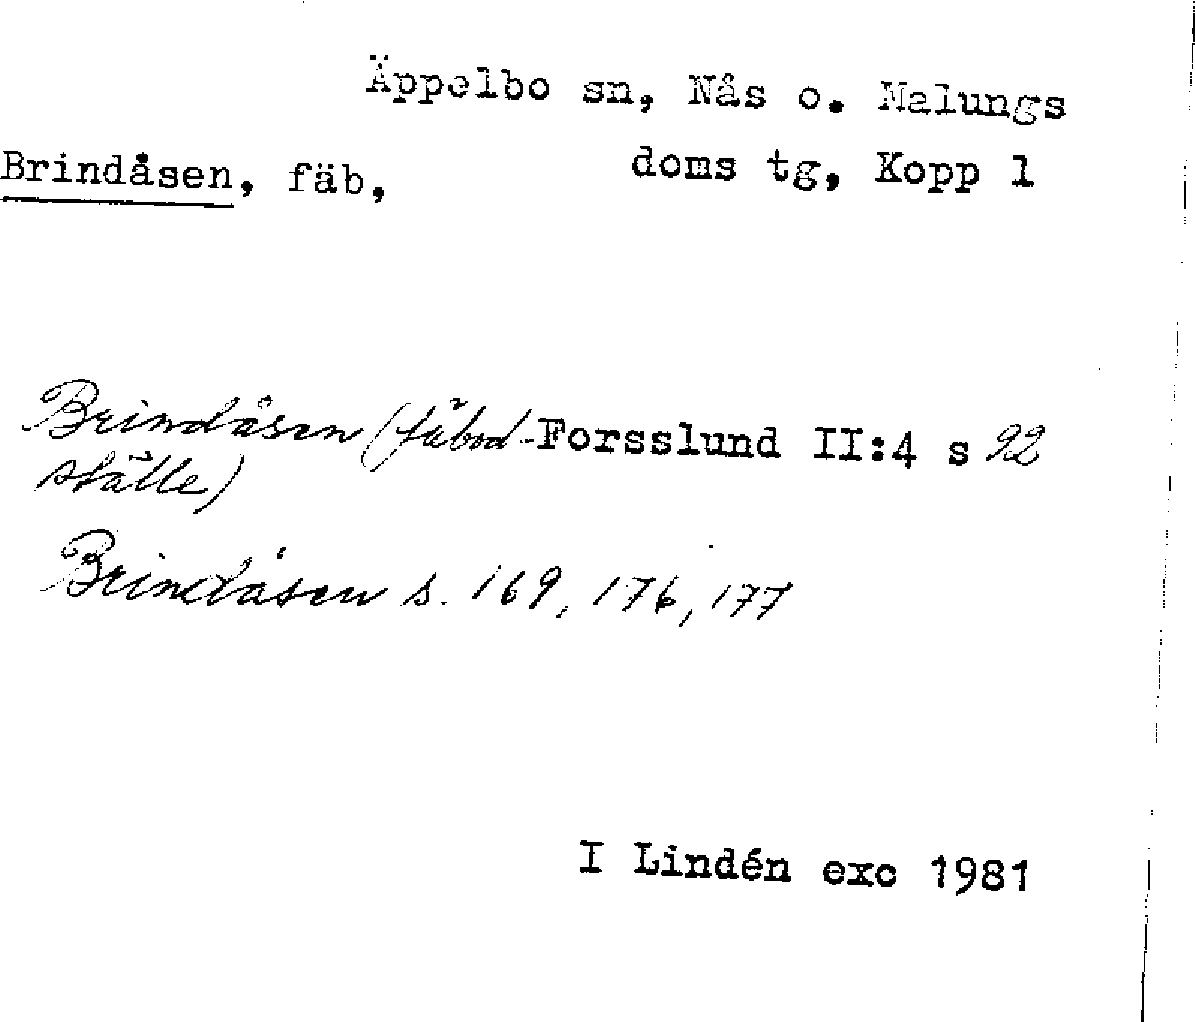 Äppelbo sn, Nås o. Malungs
Brindåsen, fäb, doms tg, Kopp l
Brindåsen (fäbod- Forsslund II:4 s 92
ställe)
Brindåsen s. 169, 176, 177
I Lindén exc 1981